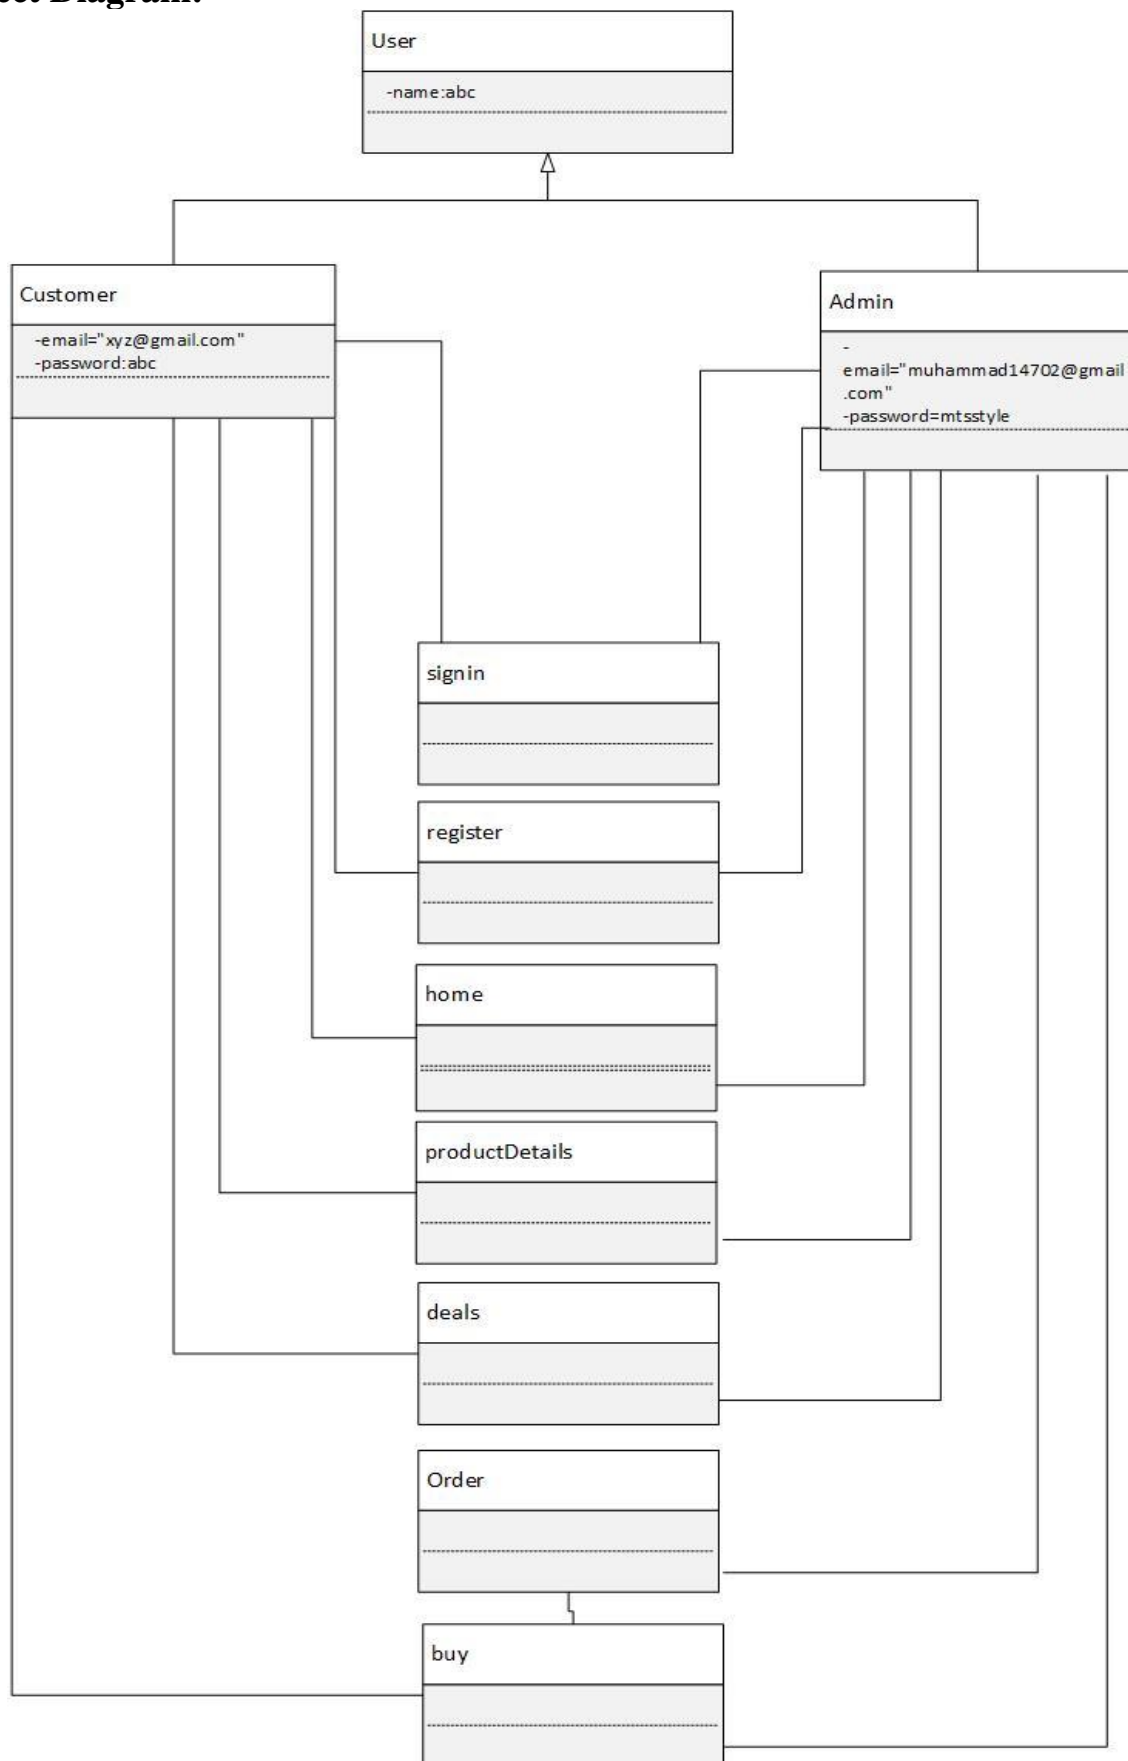 Diagram:
User
-name:abc
Customer
-email="xyz@gmail.com"
-password:abc
Admin
-
email="muhammad14702@gmail
.com"
-password=mtsstyle
signin
register
home
productDetails
deals
Order
buy